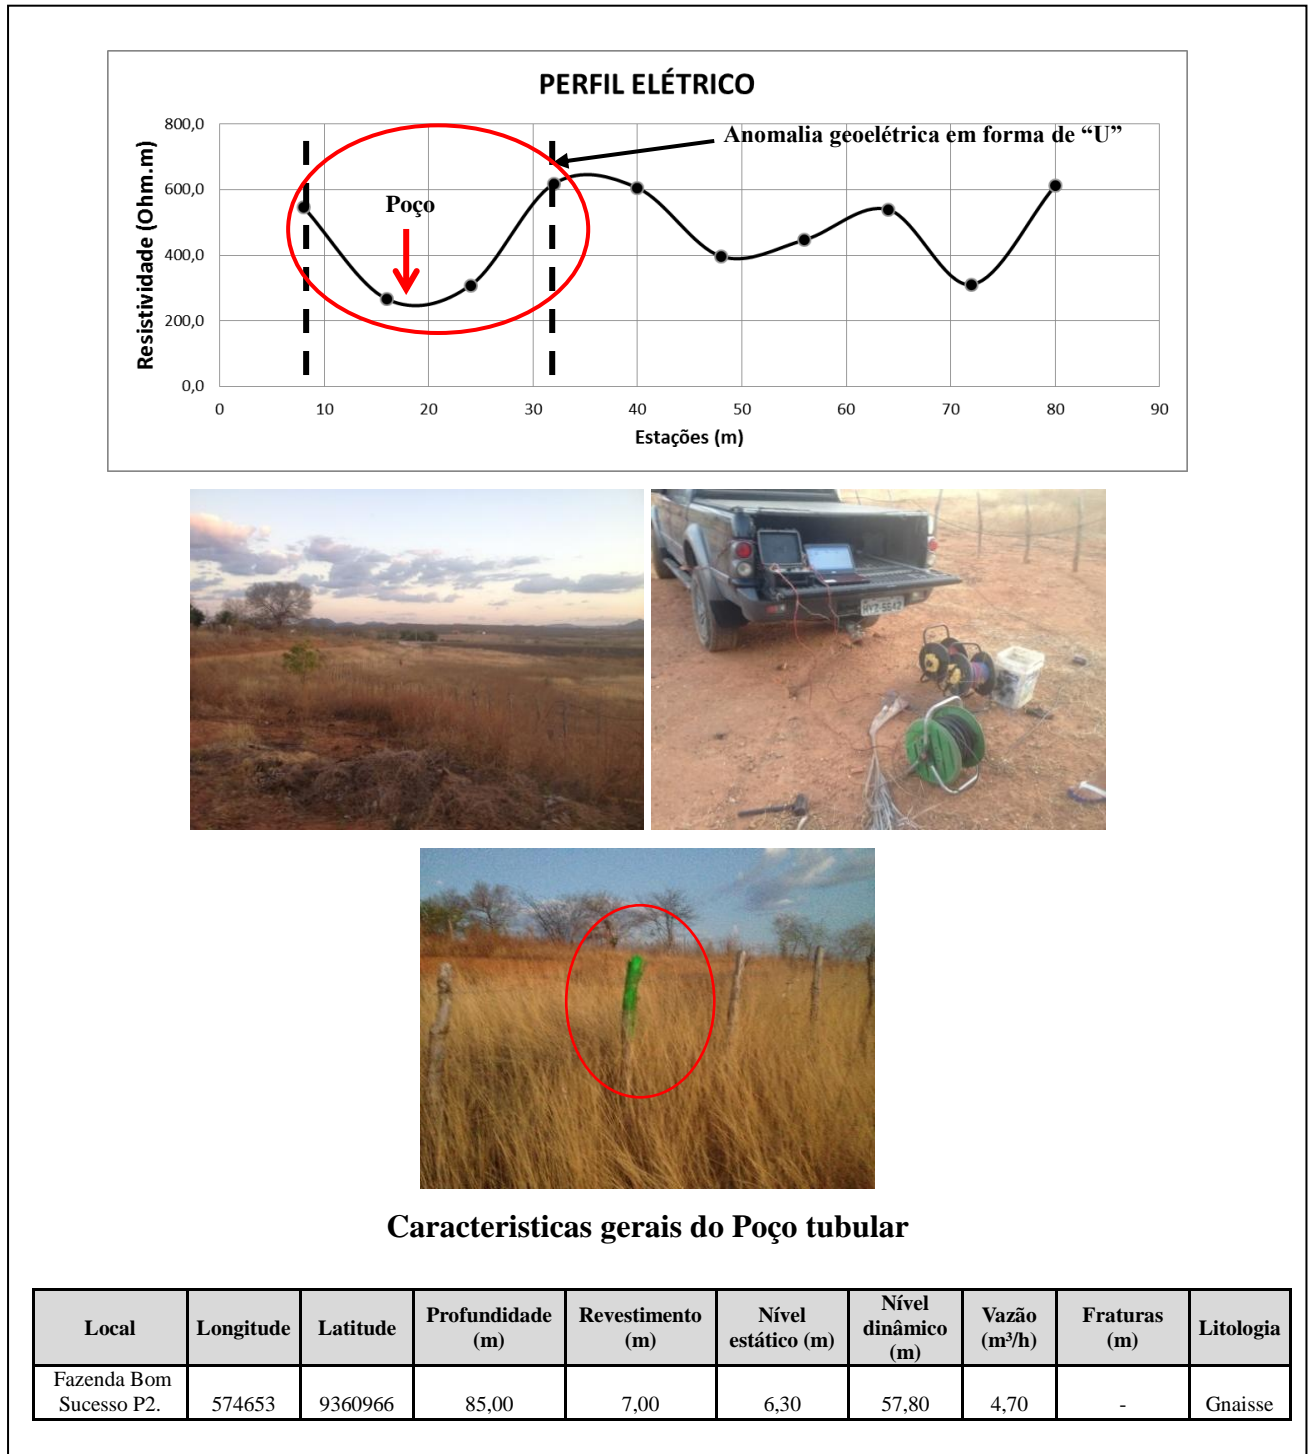 PERFIL ELÉTRICO
Resistividade (Ohm.m)
800,0
600,0
400,0
200,0
0,0
Anomalia geoelétrica em forma de “U”
Poço
0 10 20 30 40 50 60 70 80 90
Estações (m)
Caracteristicas gerais do Poço tubular
Local Longitude Latitude Profundidade (m) Revestimento (m) Nível estático (m) Nível dinâmico (m) Vazão (m³/h) Fraturas (m) Litologia
Fazenda Bom Sucesso P2. 574653 9360966 85,00 7,00 6,30 57,80 4,70 - Gnaisse